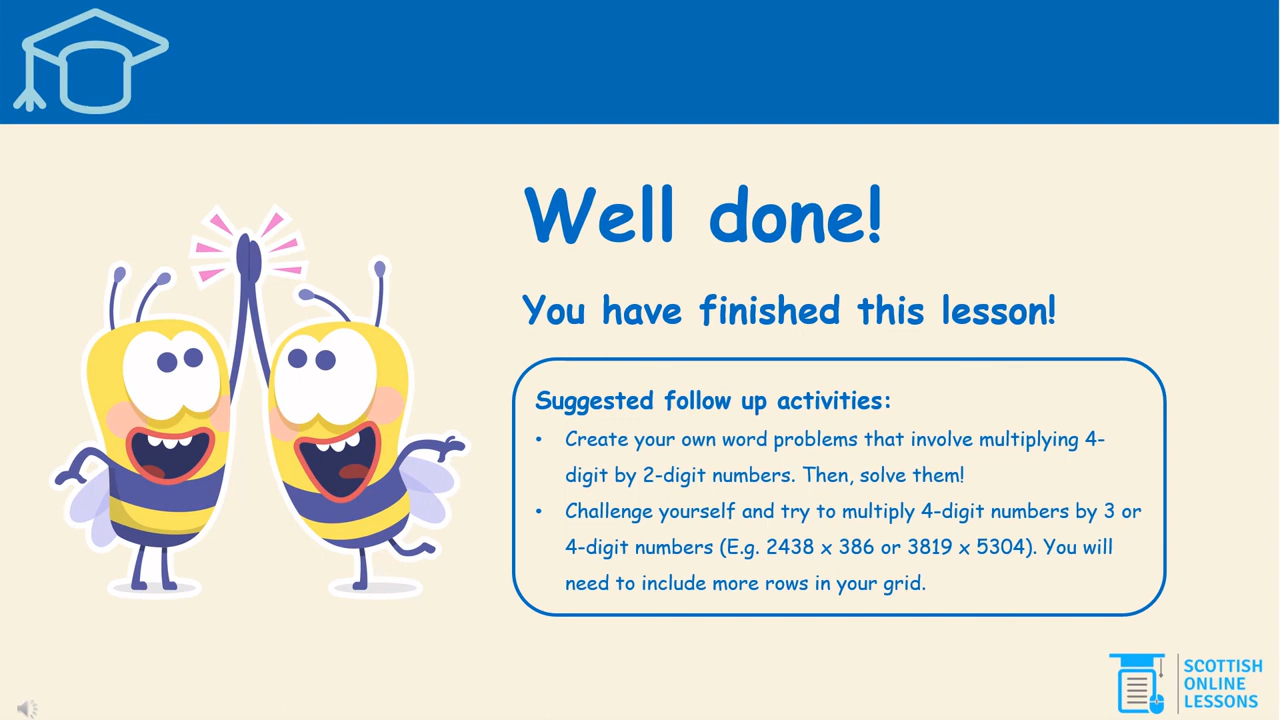 Well done!
You have finished this lesson!
Suggested follow up activities:
• Create your own word problems that involve multiplying 4-
digit by 2-digit numbers. Then, solve them!
• Challenge yourself and try to multiply 4-digit numbers by 3 or
4-digit numbers (E.g. 2438 x 386 or 3819 x 5304). You will
need to include more rows in your grid.
SCOTTISH
ONLINE
LESSONS